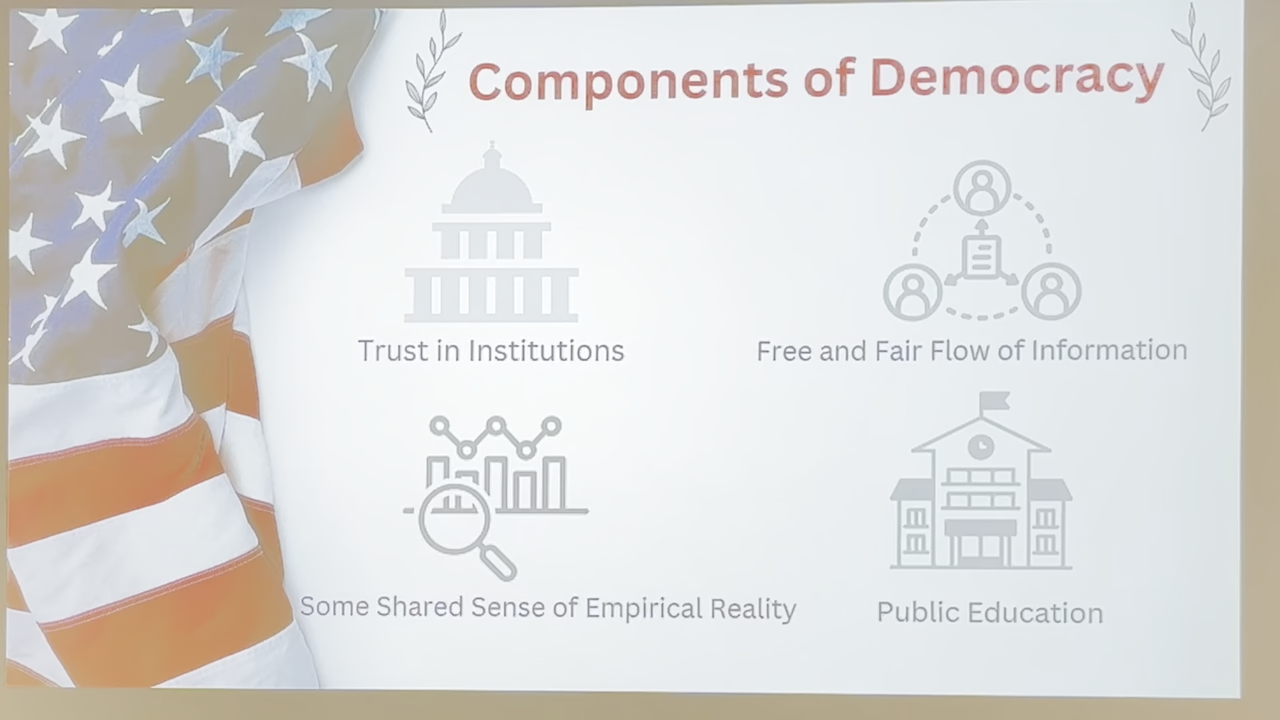 Components of Democracy
Trust in Institutions
Free and Fair Flow of Information
Some Shared Sense of Empirical Reality
Public Education